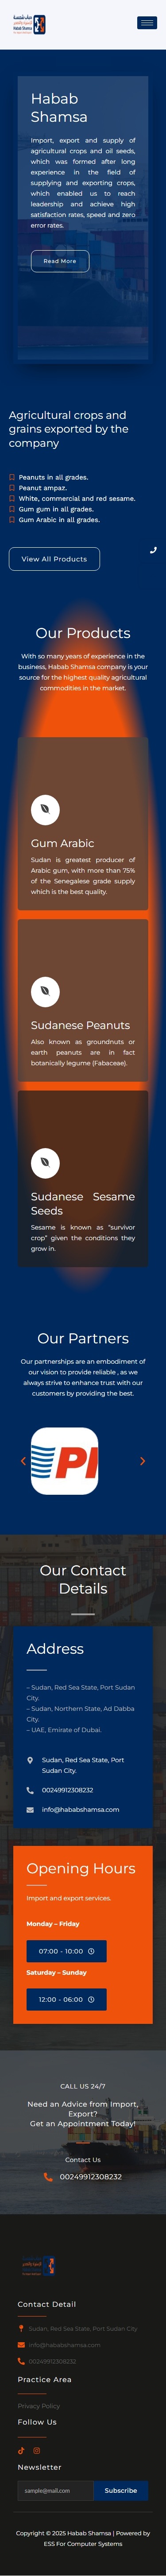 Habab Shamsa
Habab
Shamsa
Import, export and supply of
agricultural crops and oil seeds,
which was formed after long
experience in the field of
supplying and exporting crops,
which enabled us to reach
leadership and achieve high
satisfaction rates, speed and zero
error rates.
Read More
Agricultural crops and
grains exported by the
company
Peanuts in all grades.
Peanut ampaz.
White, commercial and red sesame.
Gum gum in all grades.
Gum Arabic in all grades.
View All Products
Our Products
With so many years of experience in the
business, Habab Shamsa company is your
source for the highest quality agricultural
commodities in the market.
Gum Arabic
Sudan is greatest producer of
Arabic gum, with more than 75%
of the Senegalese grade supply
which is the best quality.
Sudanese Peanuts
Also known as groundnuts or
earth peanuts are in fact
botanically legume (Fabaceae).
Sudanese Sesame
Seeds
Sesame is known as “survivor
crop” given the conditions they
grow in.
Our Partners
Our partnerships are an embodiment of
our vision to provide reliable , as we
always strive to enhance trust with our
customers by providing the best.
PI
Our Contact
Details
Address
– Sudan, Red Sea State, Port Sudan
City.
– Sudan, Northern State, Ad Dabba
City.
– UAE, Emirate of Dubai.
Sudan, Red Sea State, Port
Sudan City.
00249912308232
info@hababshamsa.com
Opening Hours
Import and export services.
Monday – Friday
07:00 - 10:00
Saturday – Sunday
12:00 - 06:00
CALL US 24/7
Need an Advice from Import,
Export?
Get an Appointment Today!
Contact Us
00249912308232
Contact Detail
Sudan, Red Sea State, Port Sudan City
info@hababshamsa.com
00249912308232
Practice Area
Privacy Policy
Follow Us
Newsletter
sample@mail.com
Subscribe
Copyright © 2025 Habab Shamsa | Powered by
ESS For Computer Systems